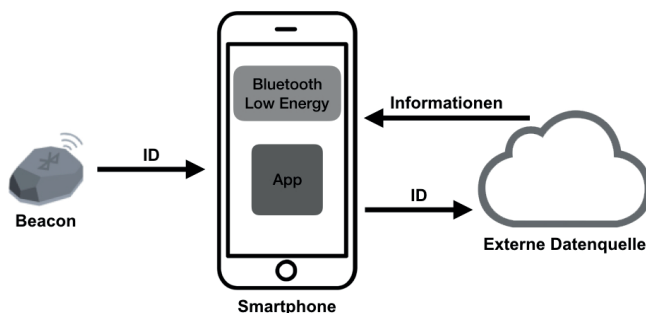 Bluetooth
Low Energy
Informationen
ID
App
ID
Beacon
Externe Datenquelle
Smartphone